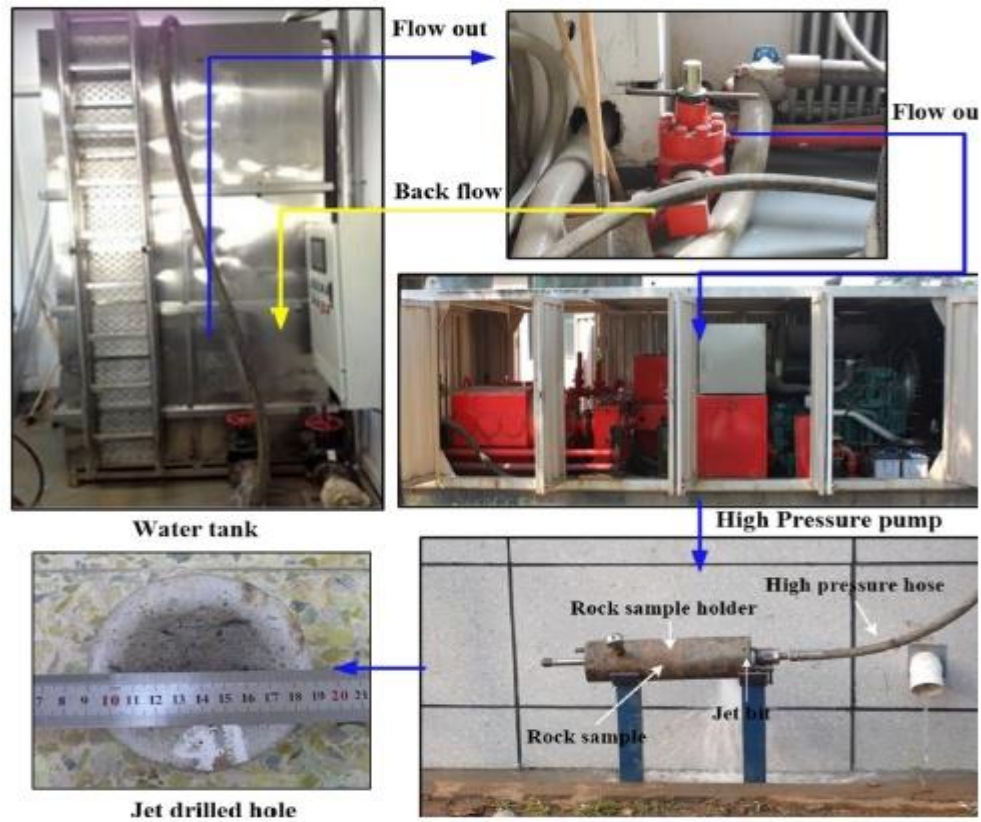 Flow out
Flow ou
Back flow
Water tank
High Pressure pump
High pressure hose
Rock sample holder
Jet bit
Rock sample
7 8 9 10 11 12 13 14 15 16 17 18 19 20 21
Jet drilled hole